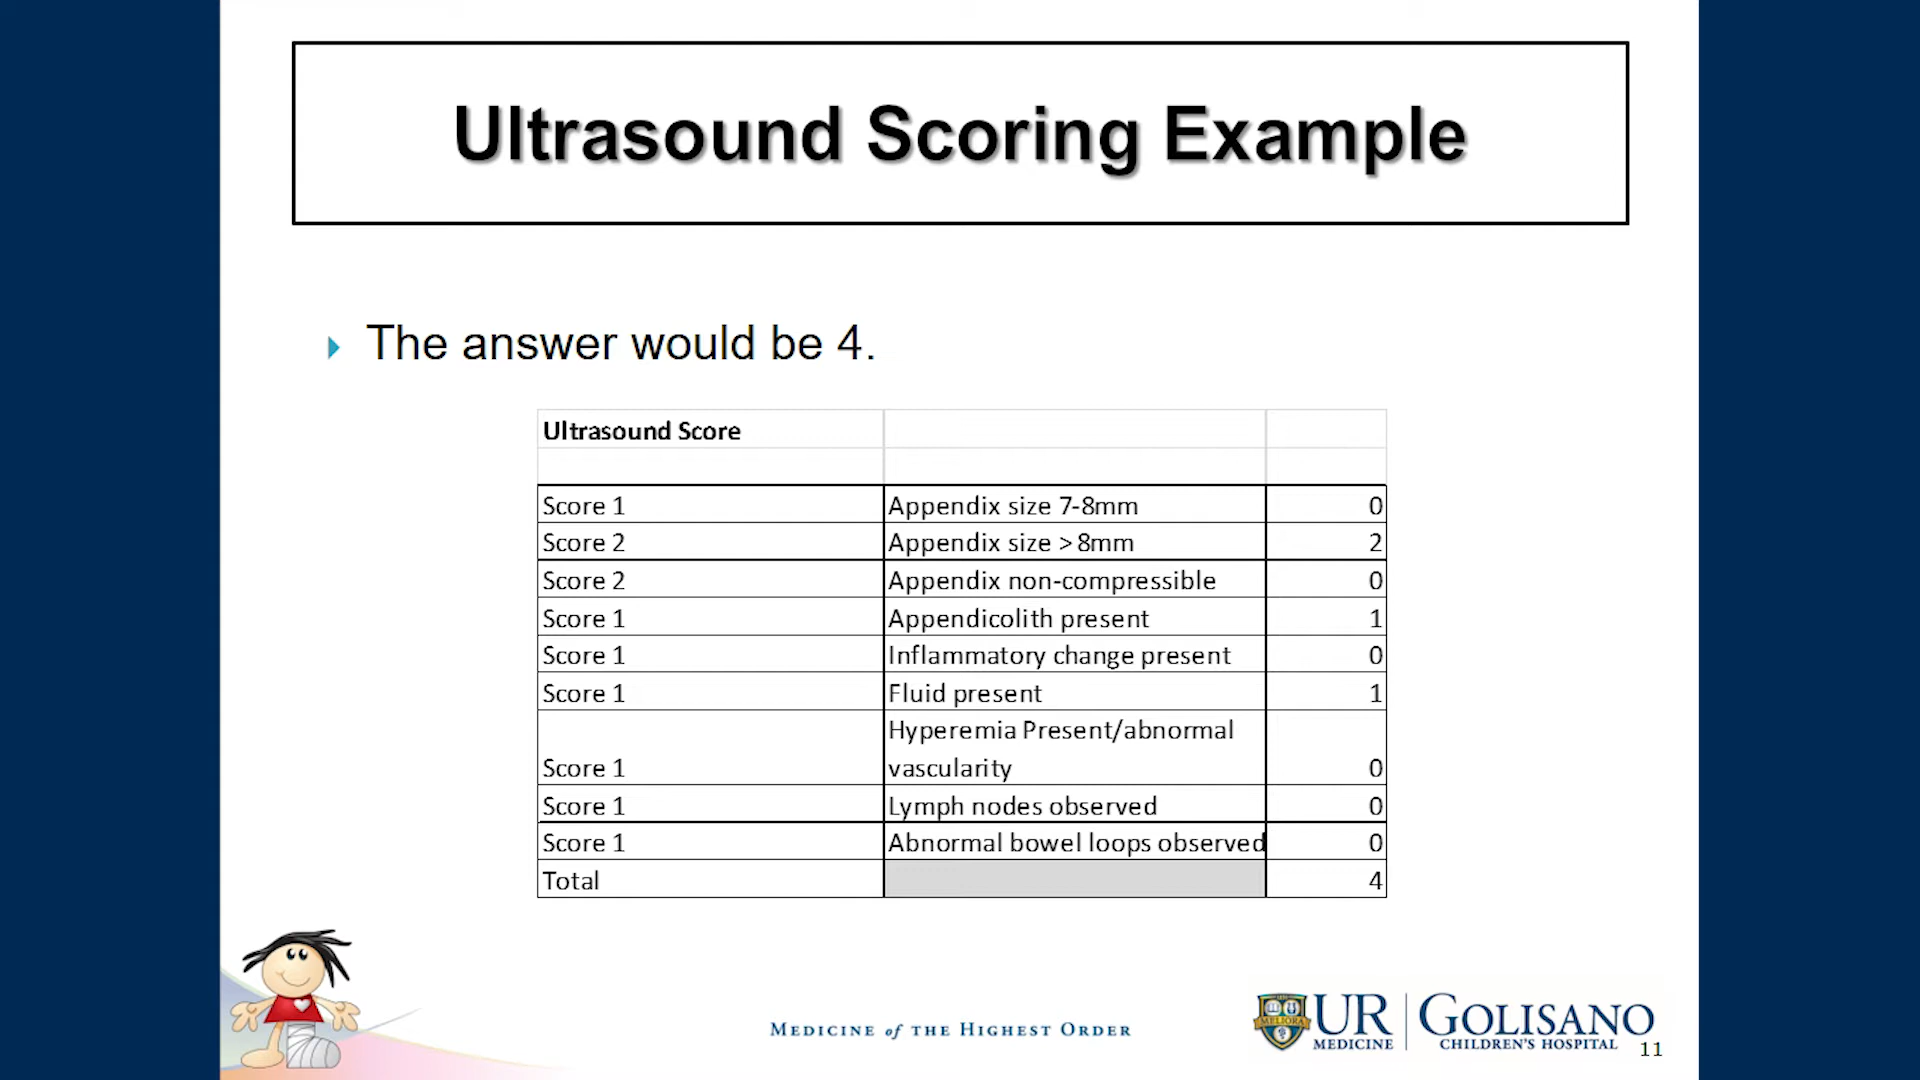 Ultrasound Scoring Example
The answer would be 4.
Ultrasound Score
Score 1 Appendix size 7-8mm 0
Score 2 Appendix size >8mm 2
Score 2 Appendix non-compressible 0
Score 1 Appendicolith present 1
Score 1 Inflammatory change present 0
Score 1 Fluid present 1
Hyperemia Present/abnormal
Score 1 vascularity 0
Score 1 Lymph nodes observed 0
Score 1 Abnormal bowel loops observed 0
Total 4
MEDICINE of THE HIGHEST ORDER
MELIORA
UR
MEDICINE
GOLISANO
CHILDREN'S HOSPITAL
11